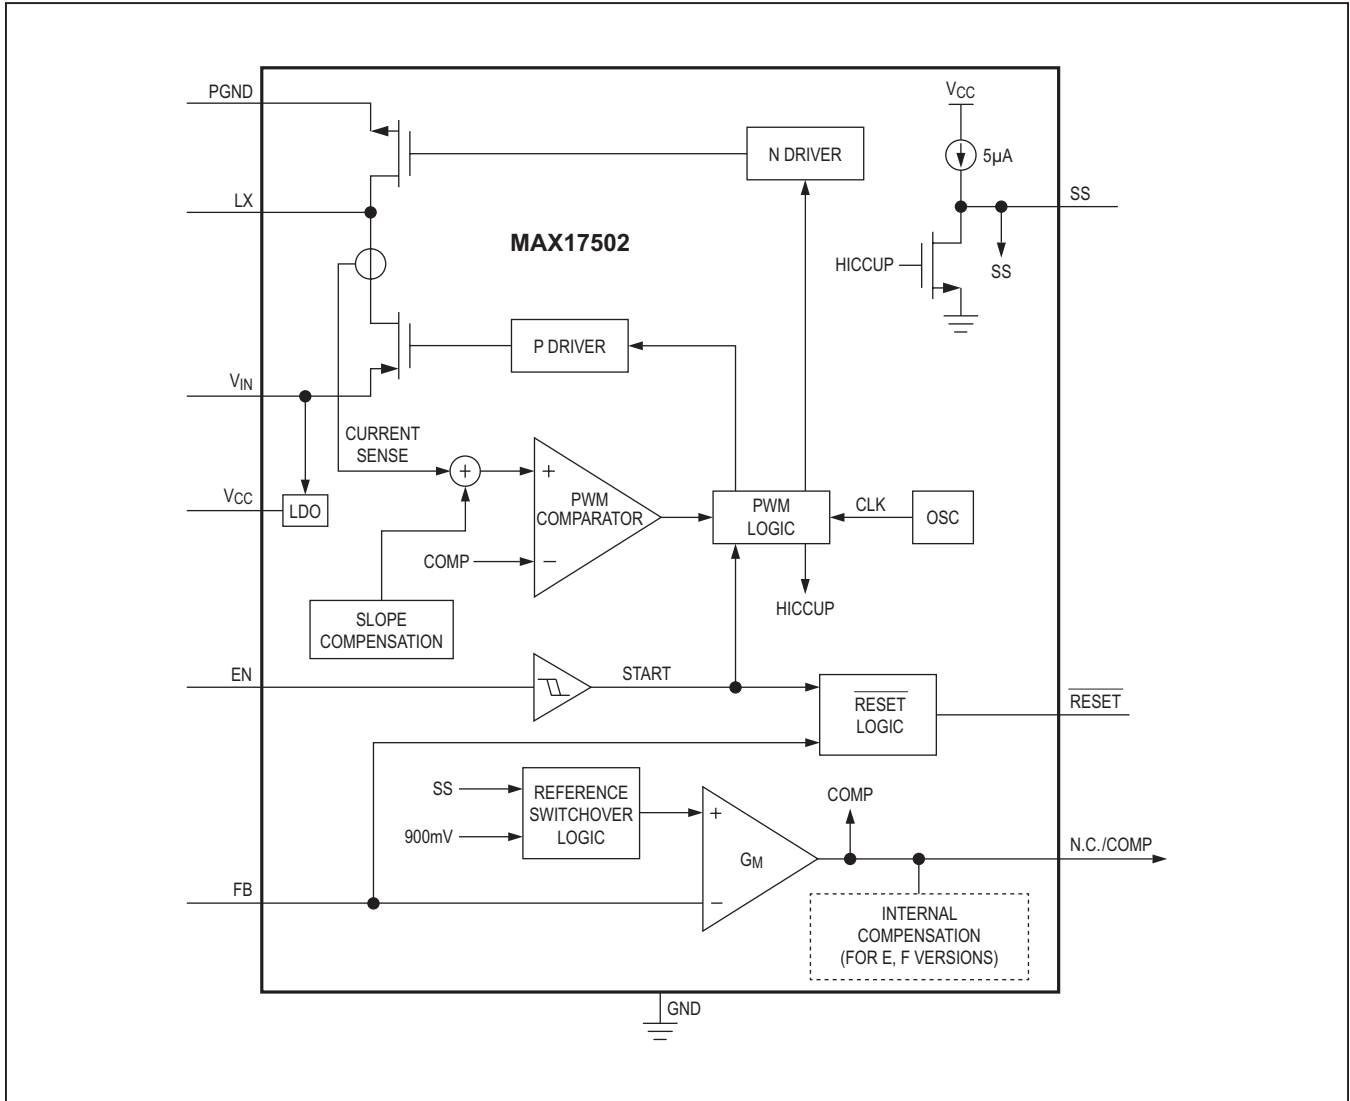 PGND
VCC
N DRIVER
5µA
LX
SS
MAX17502
HICCUP
SS
P DRIVER
VIN
CURRENT
SENSE
+
+
VCC
LDO
PWM
COMPARATOR
PWM
LOGIC
CLK
OSC
COMP
−
HICCUP
SLOPE
COMPENSATION
EN
START
RESET
LOGIC
RESET
SS
REFERENCE
SWITCHOVER
LOGIC
900mV
+
COMP
GM
N.C./COMP
FB
−
INTERNAL
COMPENSATION
(FOR E, F VERSIONS)
GND